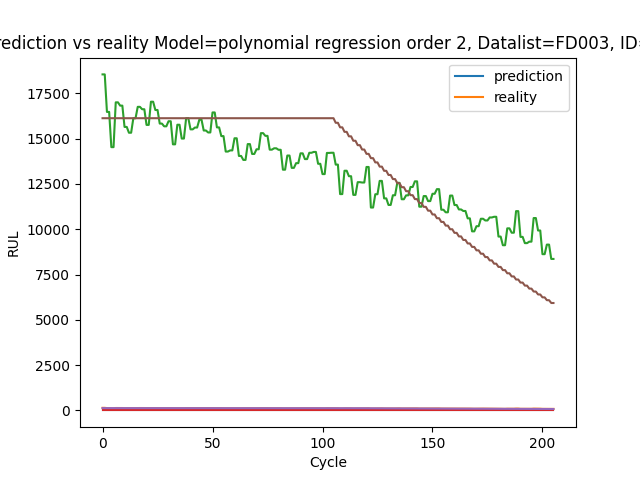 rediction vs reality Model=polynomial regression order 2, Datalist=FD003, ID=
prediction
reality
17500
15000
12500
10000
7500
5000
2500
0
RUL
0 50 100 150 200
Cycle